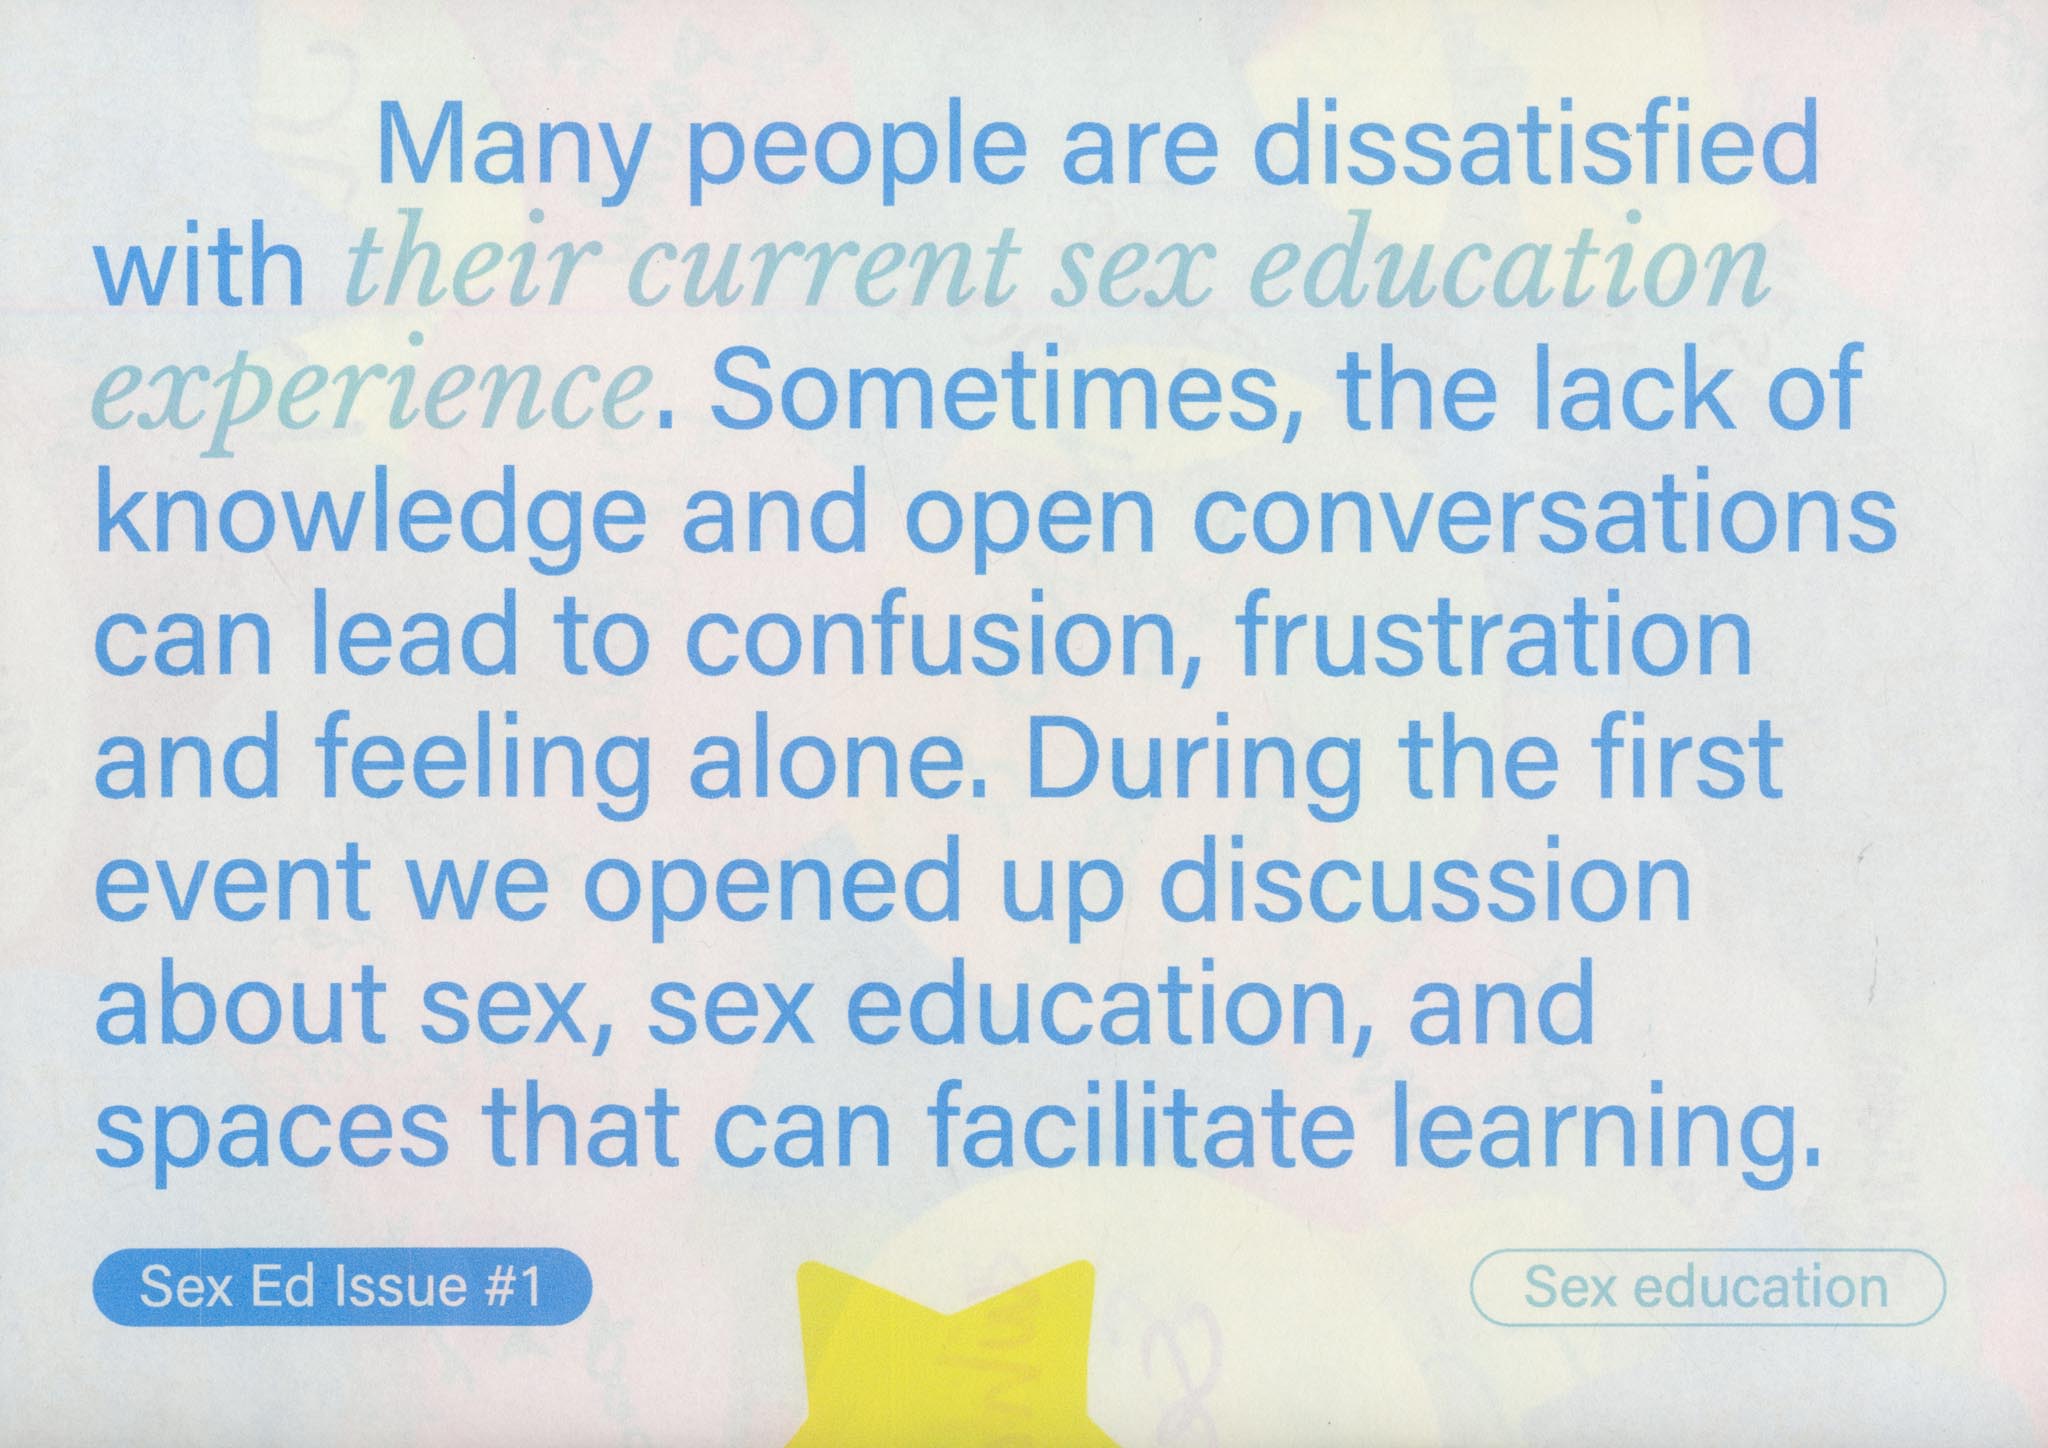 Many people are dissatisfied
with their current sex education
experience. Sometimes, the lack of
knowledge and open conversations
can lead to confusion, frustration
and feeling alone. During the first
event we opened up discussion
about sex, sex education, and
spaces that can facilitate learning.
Sex Ed Issue #1
Sex education